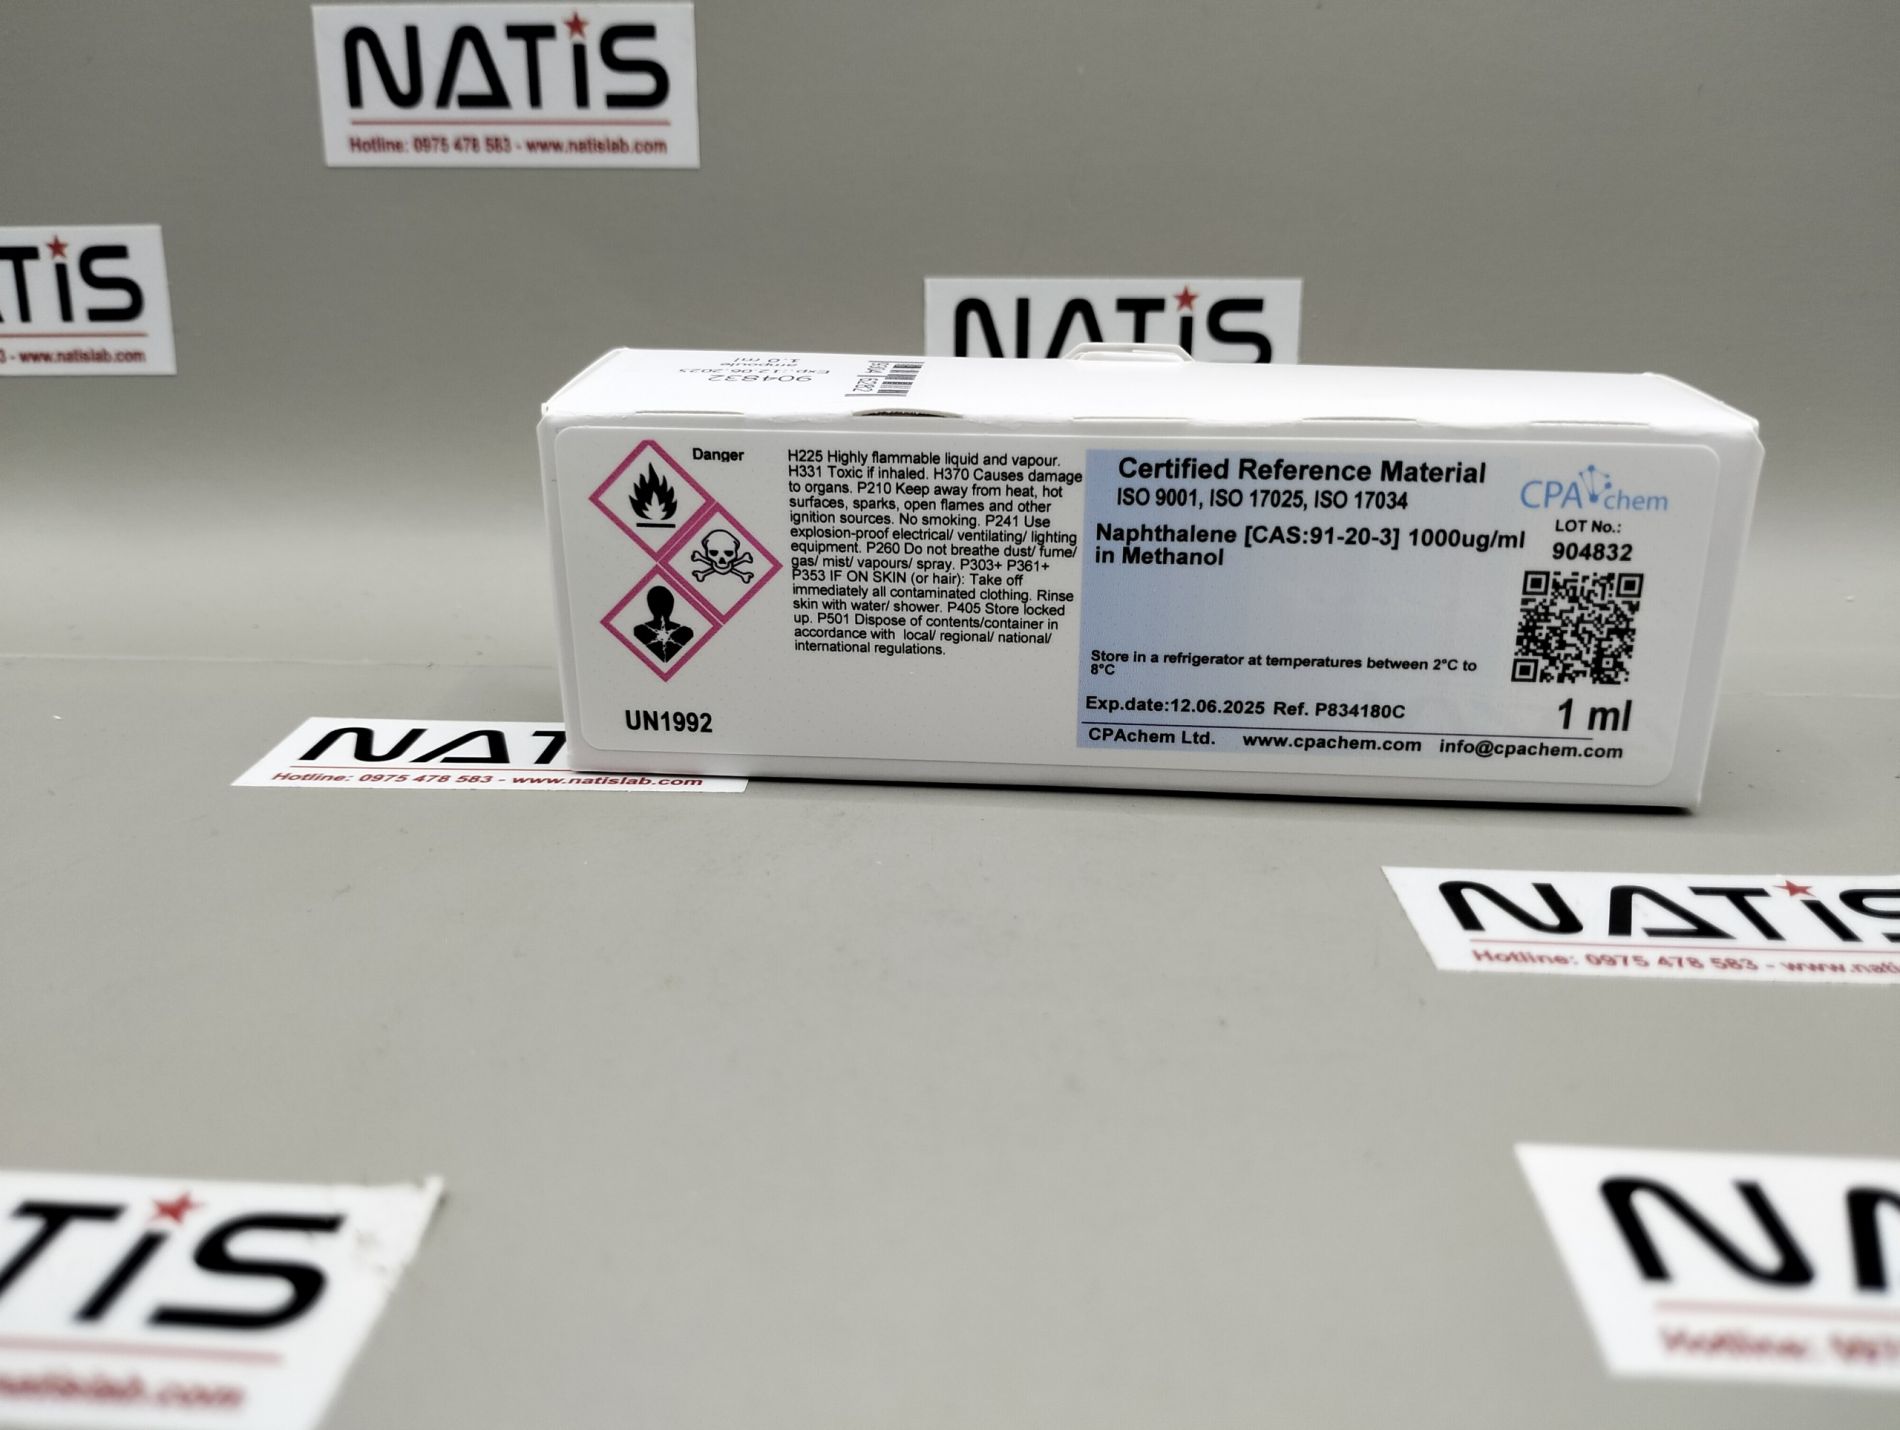 NATiS
Hotline: 0975 478 583 - www.natislab.com
TiS
- www.natislab.com
NATiS
904832
Exp.:12.06.2025
ampoule
1.0 ml
Danger
H225 Highly flammable liquid and vapour.
H331 Toxic if inhaled. H370 Causes damage
to organs. P210 Keep away from heat, hot
surfaces, sparks, open flames and other
ignition sources. No smoking. P241 Use
explosion-proof electrical/ ventilating/ lighting
equipment. P260 Do not breathe dust/ fume/
gas/ mist/ vapours/ spray. P303+ P361+
P353 IF ON SKIN (or hair): Take off
immediately all contaminated clothing. Rinse
skin with water/ shower. P405 Store locked
up. P501 Dispose of contents/container in
accordance with local/ regional/ national/
international regulations.
UN1992
Certified Reference Material
ISO 9001, ISO 17025, ISO 17034
Naphthalene [CAS:91-20-3] 1000ug/ml
in Methanol
Store in a refrigerator at temperatures between 2°C to
8°C
Exp.date:12.06.2025 Ref. P834180C
CPAchem Ltd. www.cpachem.com info@cpachem.com
CPAchem
LOT No.:
904832
1 ml
NAT
Hotline: 0975 478 583 - www.natislab.com
NATiS
Hotline: 0975 478 583 - www.nati
TiS
natislab.com
NA
Hotline: